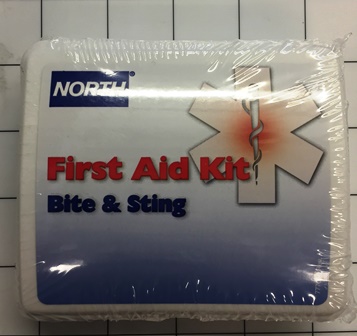 NORTH®
First Aid Kit
Bite & Sting